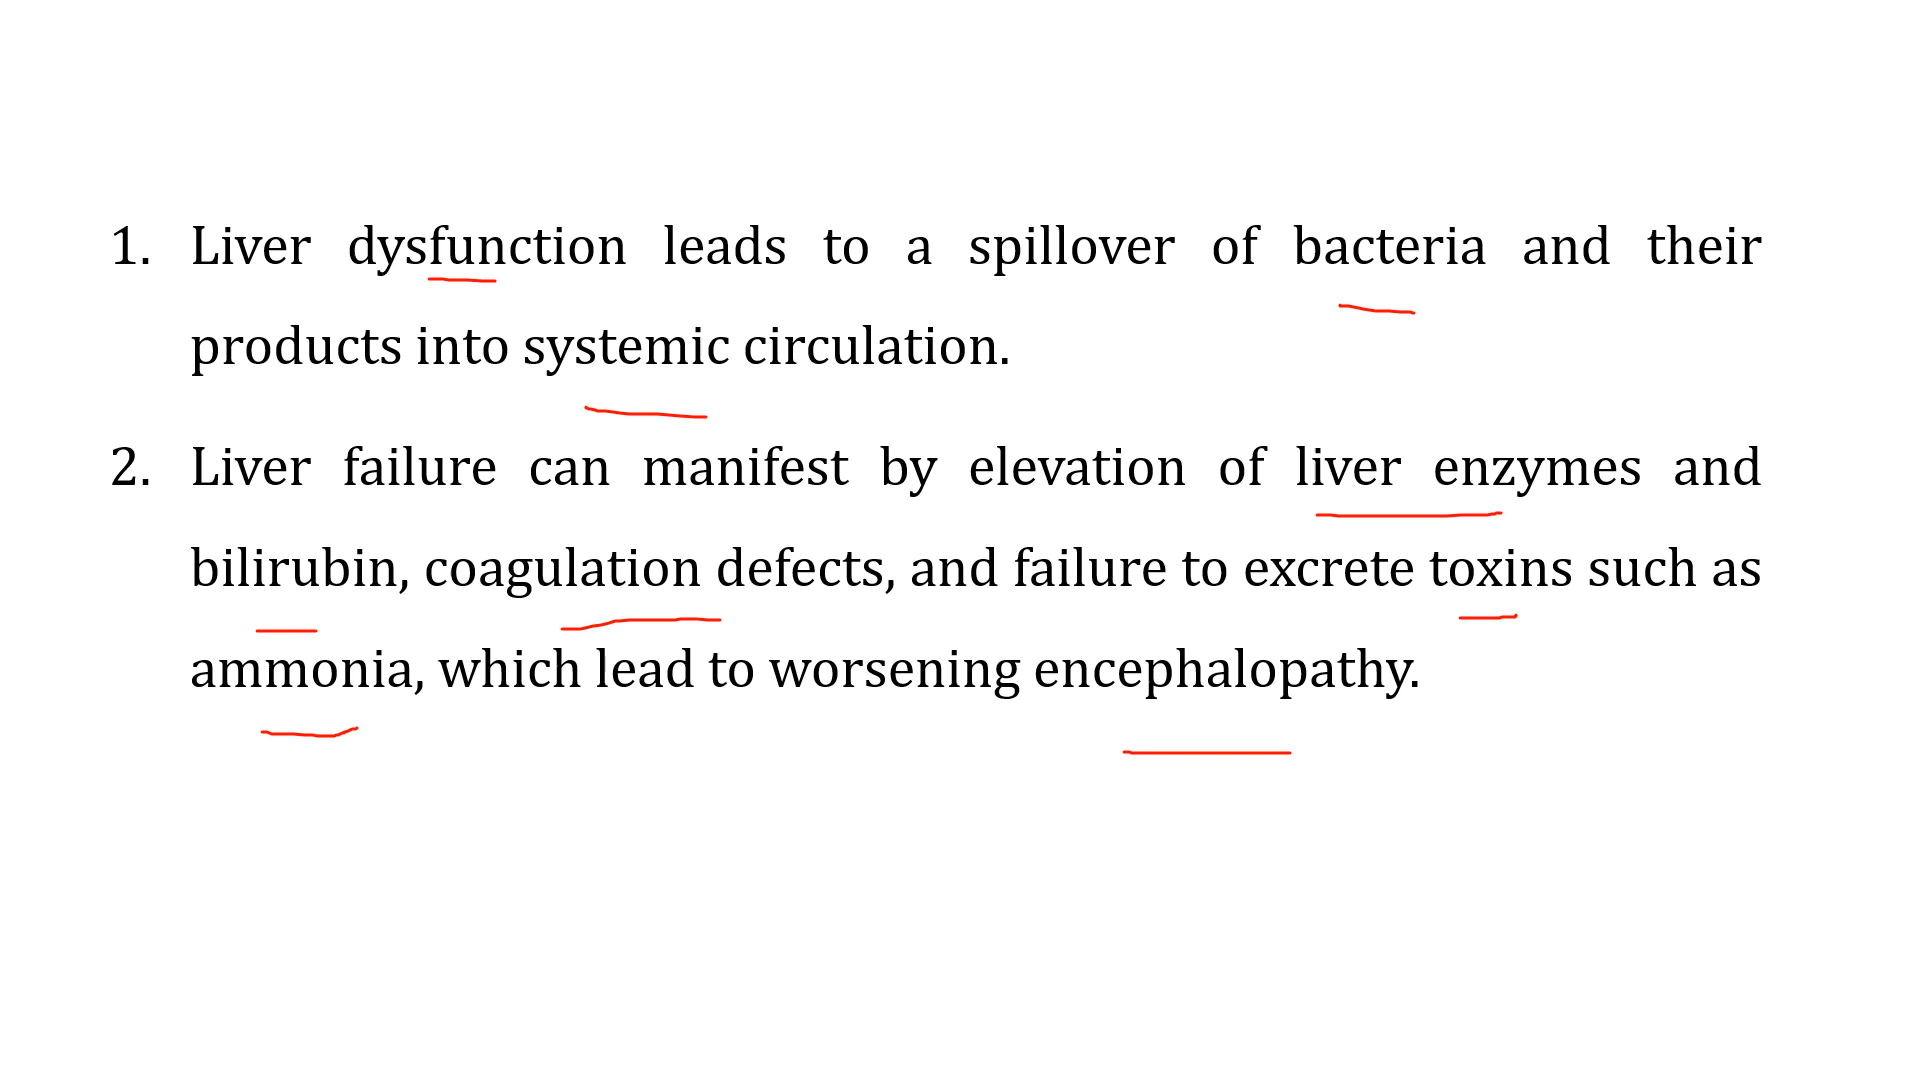 1. Liver dysfunction leads to a spillover of bacteria and their
products into systemic circulation.
2. Liver failure can manifest by elevation of liver enzymes and
bilirubin, coagulation defects, and failure to excrete toxins such as
ammonia, which lead to worsening encephalopathy.